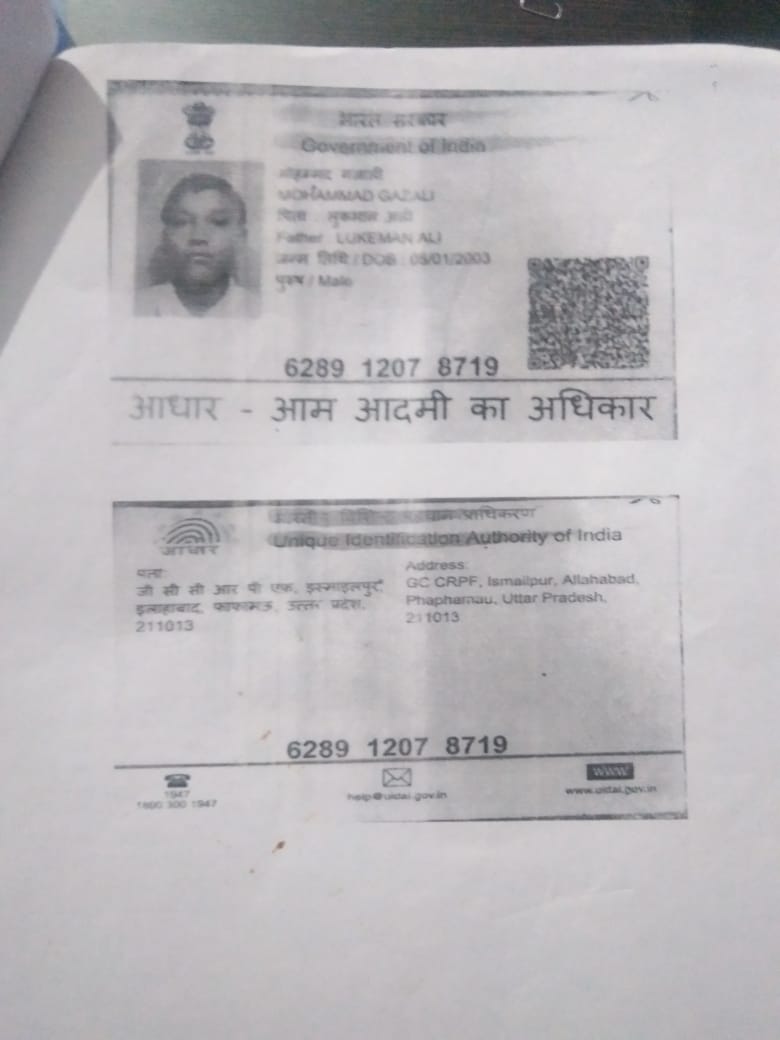 भारत सरकार
Government of India
मोहम्मद गजाली
MOHAMMAD GAZALI
पिता : लुकमान अली
Father : LUKEMAN ALI
जन्म तिथि / DOB : 05/01/2003
पुरुष / Male
6289 1207 8719
आधार - आम आदमी का अधिकार
प्राधिकरण
Unique Identification Authority of India
आधार
पता:
जी सी सी आर पी एफ, इस्माइलपुर,
इलाहाबाद, फाफामऊ, उत्तर प्रदेश,
211013
Address:
GC CRPF, Ismailpur, Allahabad,
Phaphamau, Uttar Pradesh,
211013
6289 1207 8719
1947
1800 300 1947
help@uidai.gov.in
www
www.uidai.gov.in